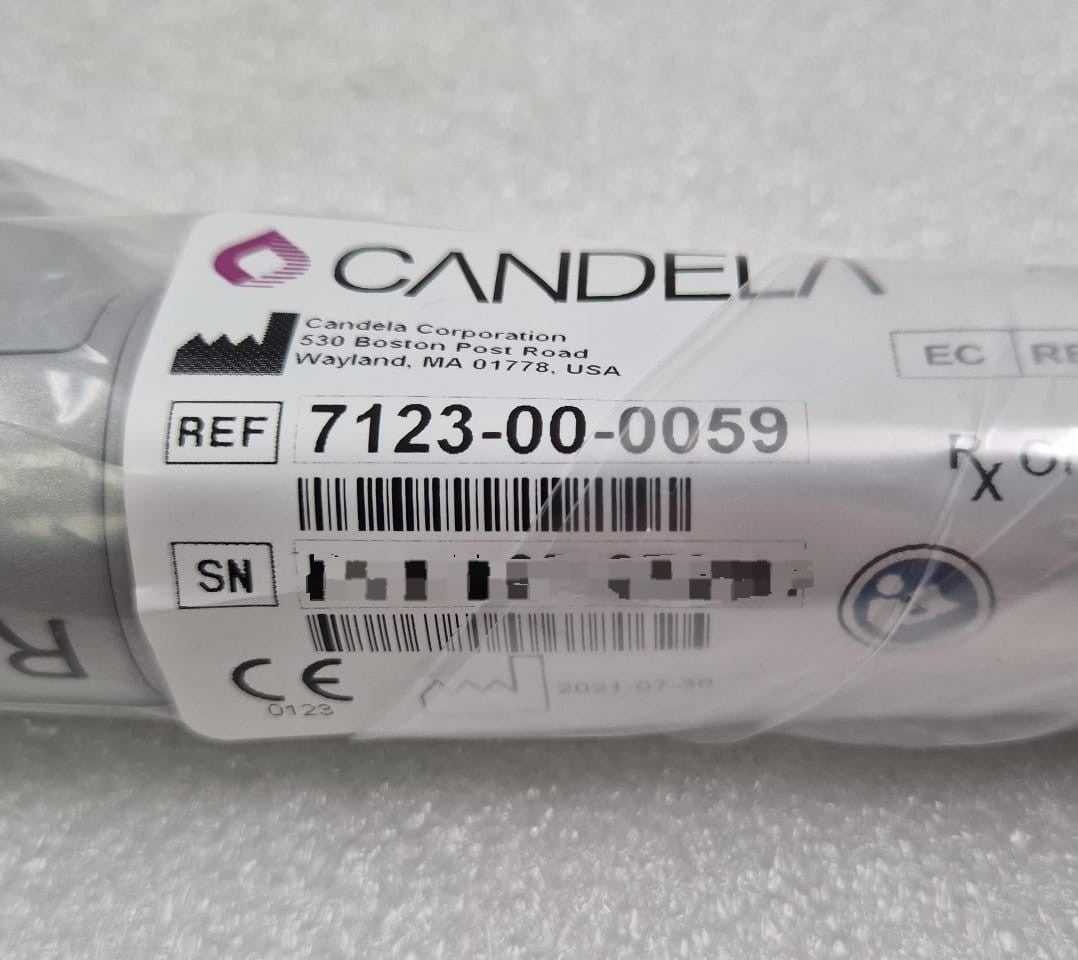 CANDELA
Candela Corporation
530 Boston Post Road
Wayland, MA 01778, USA
EC
REF 7123-00-0059
Rx
SN
CE
0123
2021-07-30
R